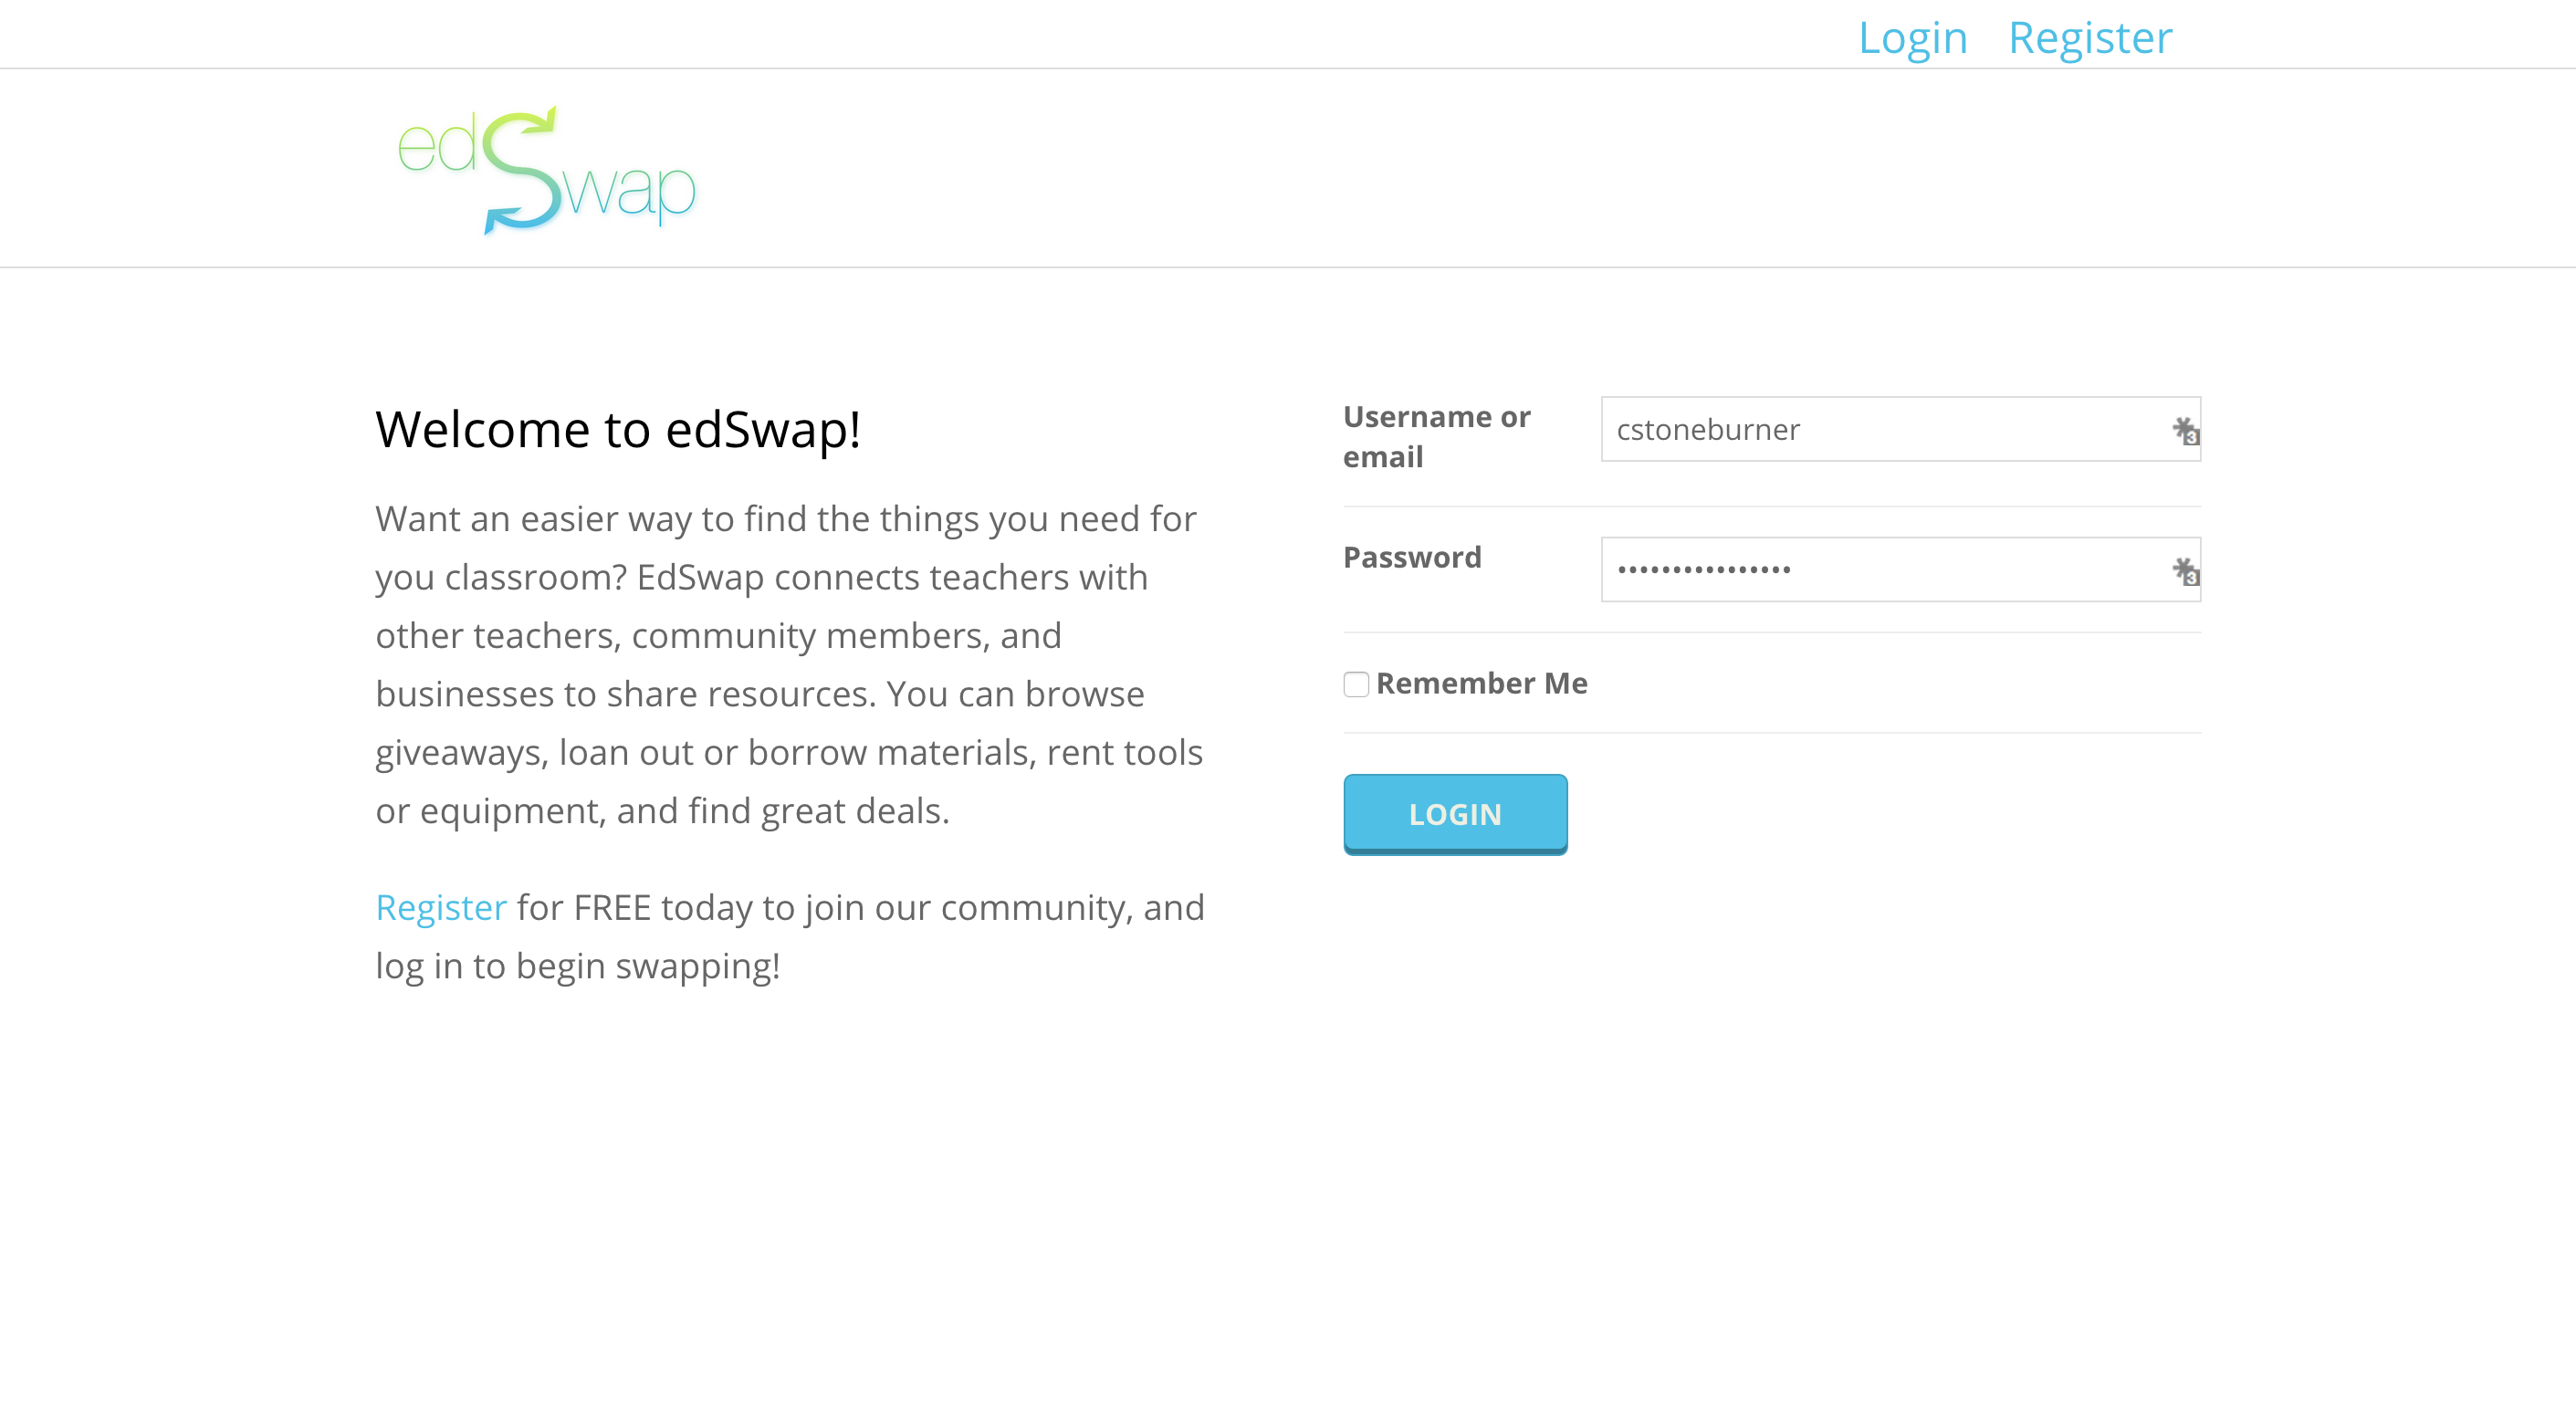 Login Register
edSwap
Welcome to edSwap!
Want an easier way to find the things you need for
you classroom? EdSwap connects teachers with
other teachers, community members, and
businesses to share resources. You can browse
giveaways, loan out or borrow materials, rent tools
or equipment, and find great deals.
Register for FREE today to join our community, and
log in to begin swapping!
Username or
email
cstoneburner
3
Password
••••••••••••••••
3
Remember Me
LOGIN